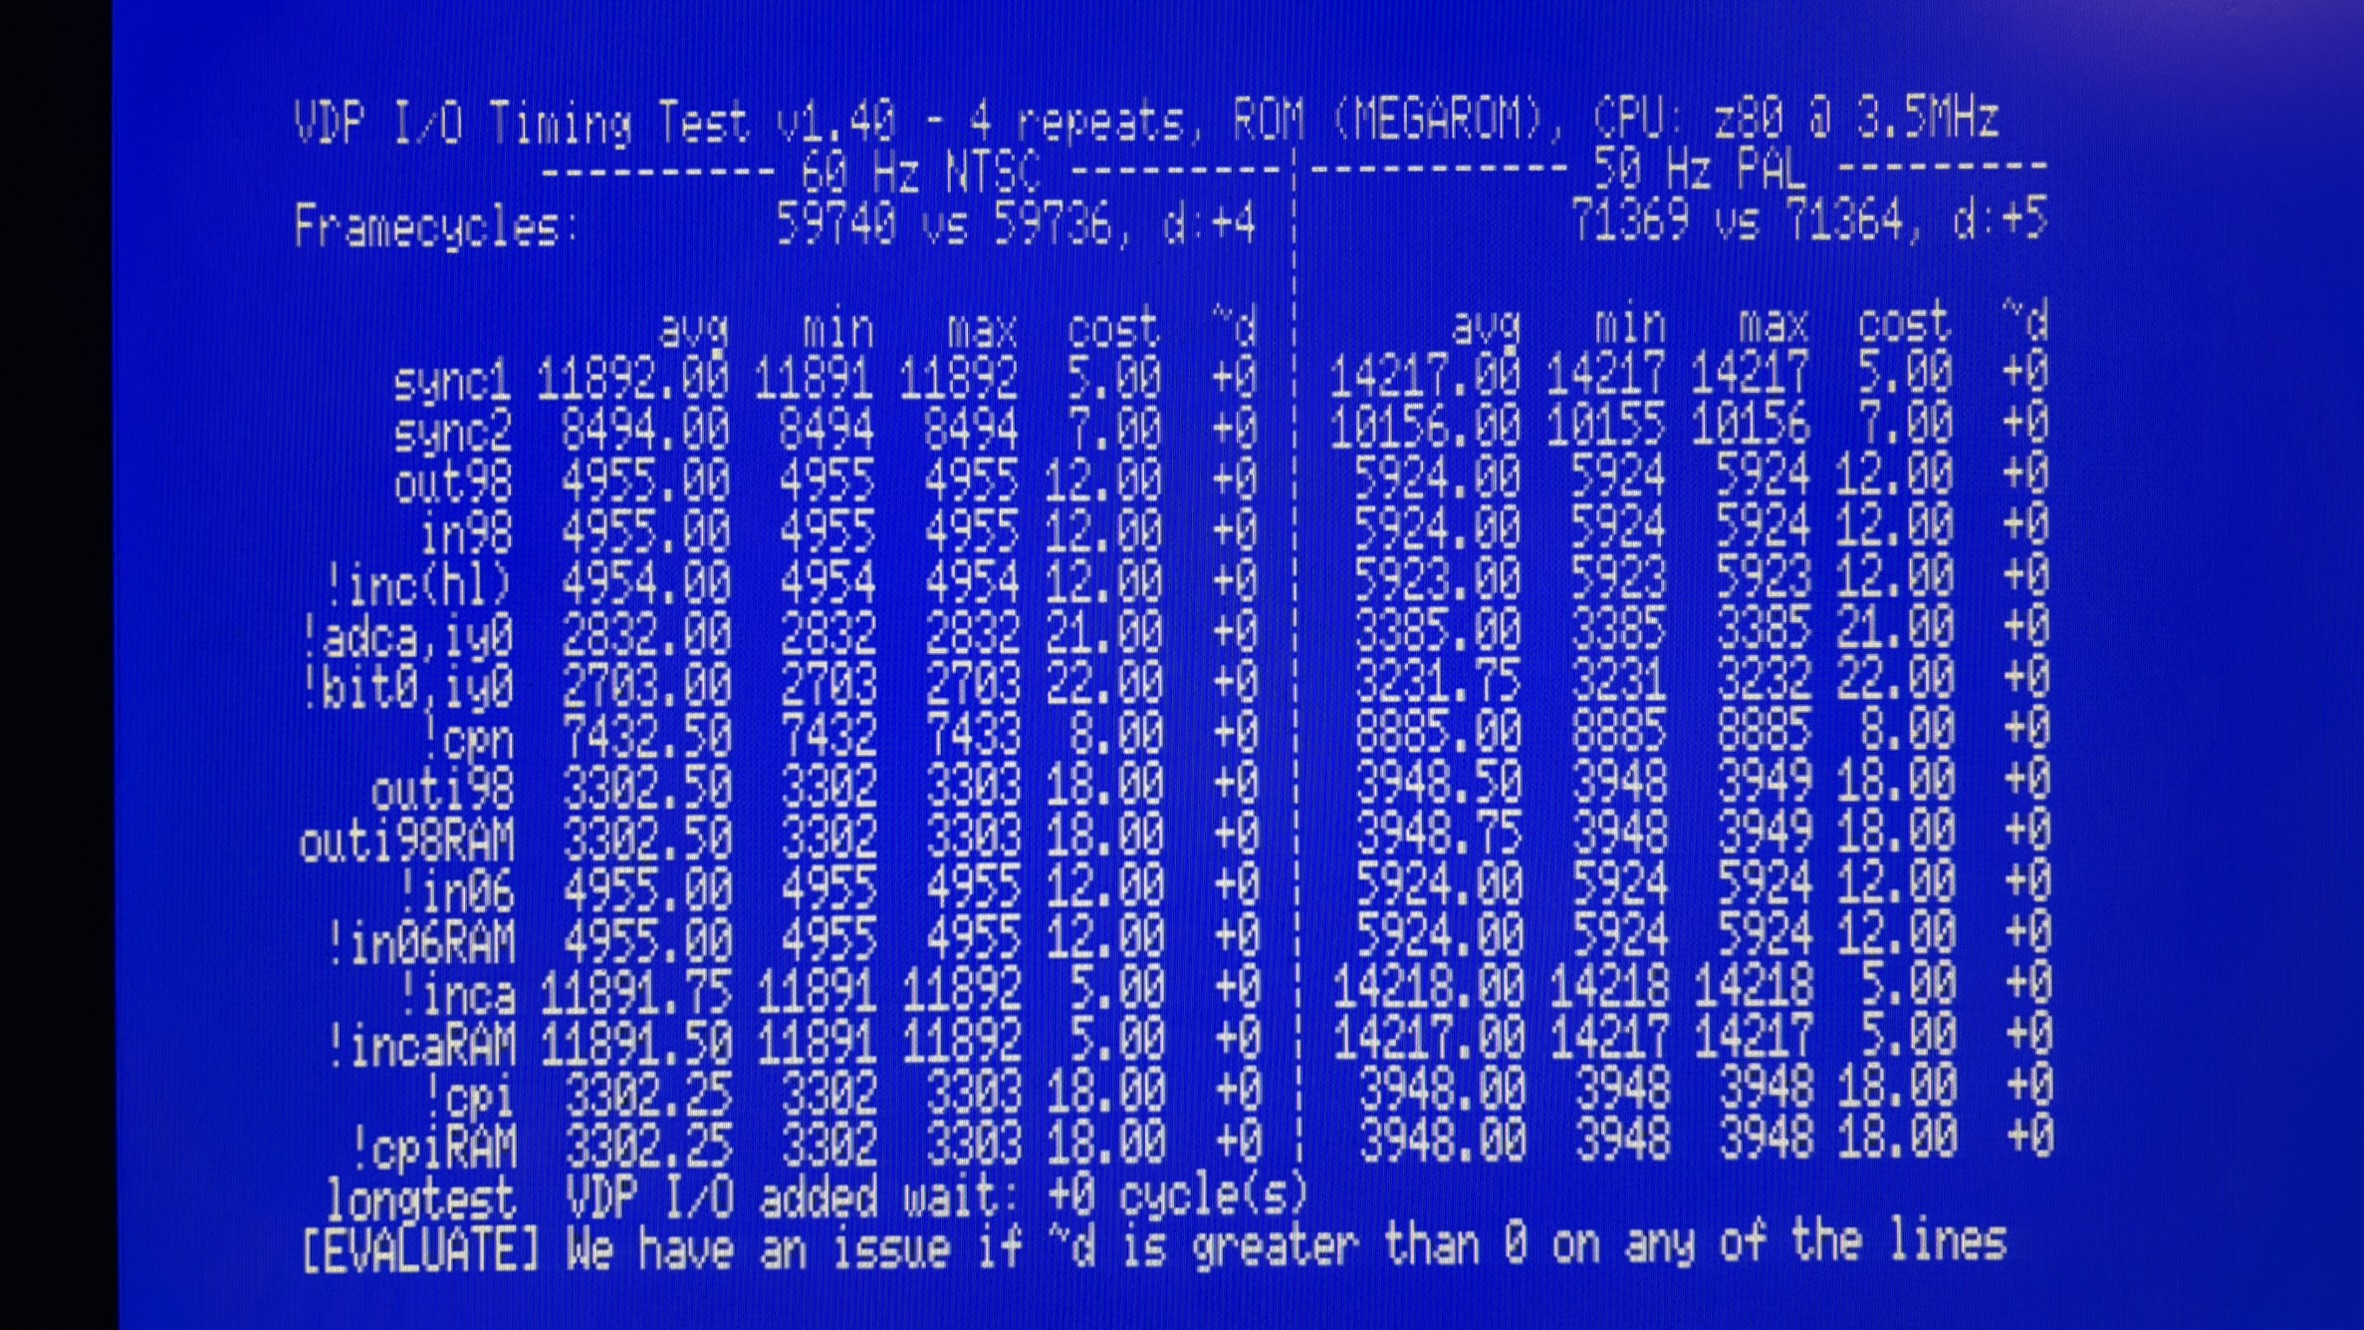 VDP I/O Timing Test v1.40 - 4 repeats, ROM (MEGAROM), CPU: z80 @ 3.5MHz
---------- 60 Hz NTSC ---------|----------- 50 Hz PAL ---------
Framecycles: 59740 vs 59736, d:+4 | 71369 vs 71364, d:+5
avg min max cost ~d | avg min max cost ~d
sync1 11892.00 11891 11892 5.00 +0 | 14217.00 14217 14217 5.00 +0
sync2 8494.00 8494 8494 7.00 +0 | 10156.00 10155 10156 7.00 +0
out98 4955.00 4955 4955 12.00 +0 | 5924.00 5924 5924 12.00 +0
in98 4955.00 4955 4955 12.00 +0 | 5924.00 5924 5924 12.00 +0
!inc(hl) 4954.00 4954 4954 12.00 +0 | 5923.00 5923 5923 12.00 +0
!adca,iy0 2832.00 2832 2832 21.00 +0 | 3385.00 3385 3385 21.00 +0
!bit0,iy0 2703.00 2703 2703 22.00 +0 | 3231.75 3231 3232 22.00 +0
!cpn 7432.50 7432 7433 8.00 +0 | 8885.00 8885 8885 8.00 +0
outi98 3302.50 3302 3303 18.00 +0 | 3948.50 3948 3949 18.00 +0
outi98RAM 3302.50 3302 3303 18.00 +0 | 3948.75 3948 3949 18.00 +0
!in06 4955.00 4955 4955 12.00 +0 | 5924.00 5924 5924 12.00 +0
!in06RAM 4955.00 4955 4955 12.00 +0 | 5924.00 5924 5924 12.00 +0
!inca 11891.75 11891 11892 5.00 +0 | 14218.00 14218 14218 5.00 +0
!incaRAM 11891.50 11891 11892 5.00 +0 | 14217.00 14217 14217 5.00 +0
!cpi 3302.25 3302 3303 18.00 +0 | 3948.00 3948 3948 18.00 +0
!cpiRAM 3302.25 3302 3303 18.00 +0 | 3948.00 3948 3948 18.00 +0
longtest VDP I/O added wait: +0 cycle(s)
[EVALUATE] We have an issue if ~d is greater than 0 on any of the lines